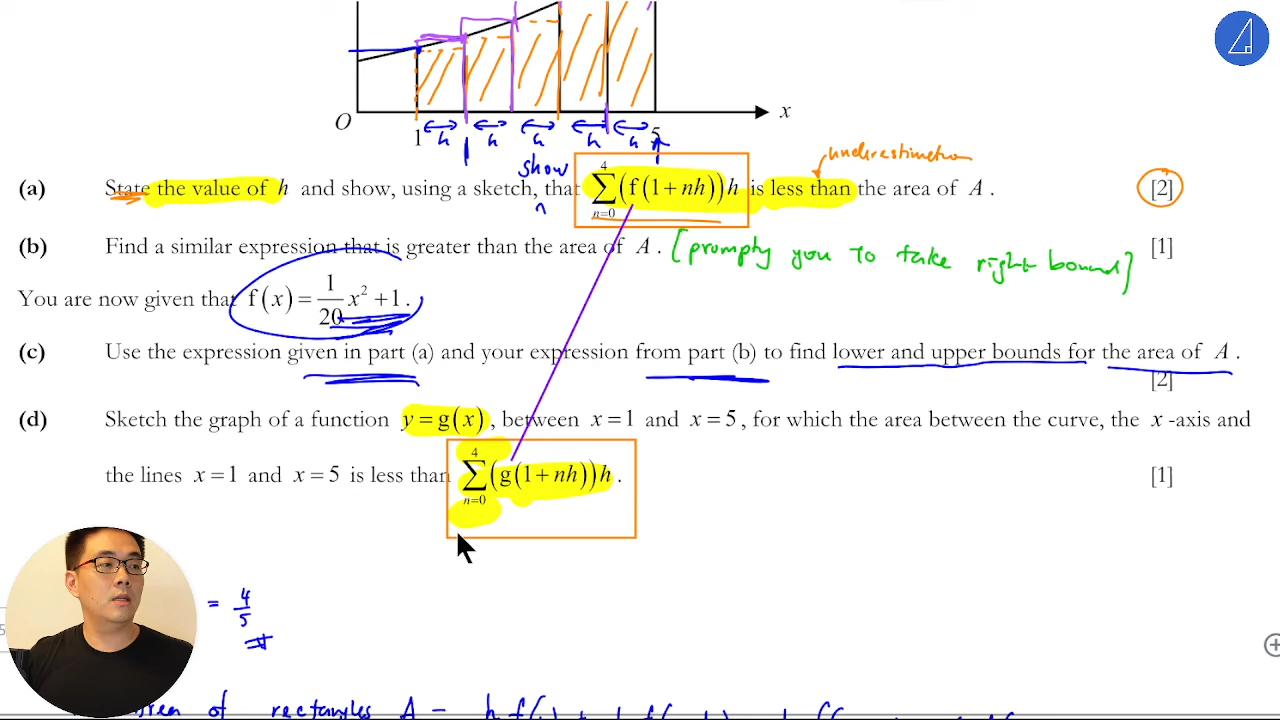 O 1 h h h h h 5 x
show underestimation
(a) State the value of h and show, using a sketch, that ∑_{n=0}^{4} (f(1+nh))h is less than the area of A. [2]
(b) Find a similar expression that is greater than the area of A. [1]
[prompty you to take right bound]
You are now given that f(x) = 1/20 x² + 1.
(c) Use the expression given in part (a) and your expression from part (b) to find lower and upper bounds for the area of A.
[2]
(d) Sketch the graph of a function y = g(x), between x = 1 and x = 5, for which the area between the curve, the x-axis and
the lines x = 1 and x = 5 is less than ∑_{n=0}^{4} (g(1+nh))h. [1]
= 4/5
of rectangles A =